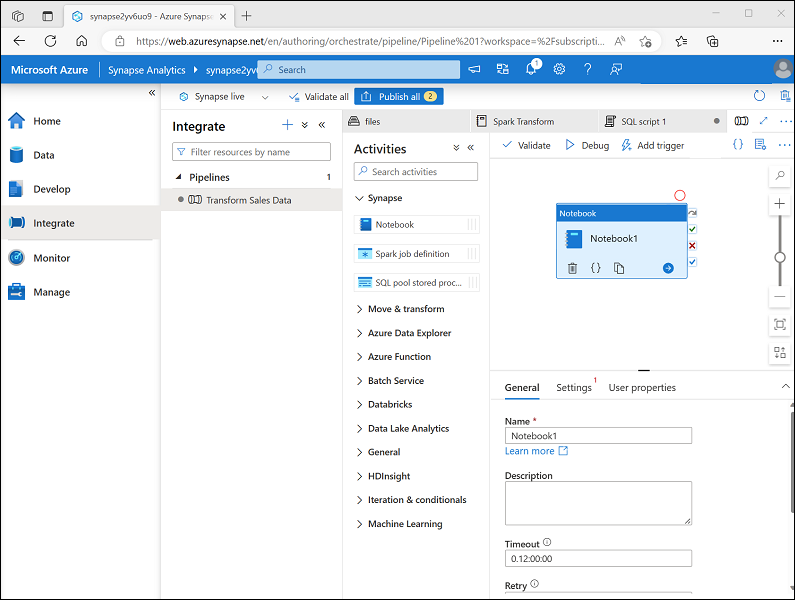 synapse2yv6uo9 - Azure Synapse
https://web.azuresynapse.net/en/authoring/orchestrate/pipeline/Pipeline%201?workspace=%2Fsubscripti...
Microsoft Azure
Synapse Analytics
synapse2yv
Search
1
Synapse live
Validate all
Publish all
2
Home
Data
Develop
Integrate
Monitor
Manage
Integrate
Filter resources by name
Pipelines
1
Transform Sales Data
files
Spark Transform
SQL script 1
Activities
Search activities
Synapse
Notebook
Spark job definition
SQL pool stored proc...
Move & transform
Azure Data Explorer
Azure Function
Batch Service
Databricks
Data Lake Analytics
General
HDInsight
Iteration & conditionals
Machine Learning
Validate
Debug
Add trigger
Notebook
Notebook1
General
Settings 1
User properties
Name *
Notebook1
Learn more
Description
Timeout
0.12:00:00
Retry